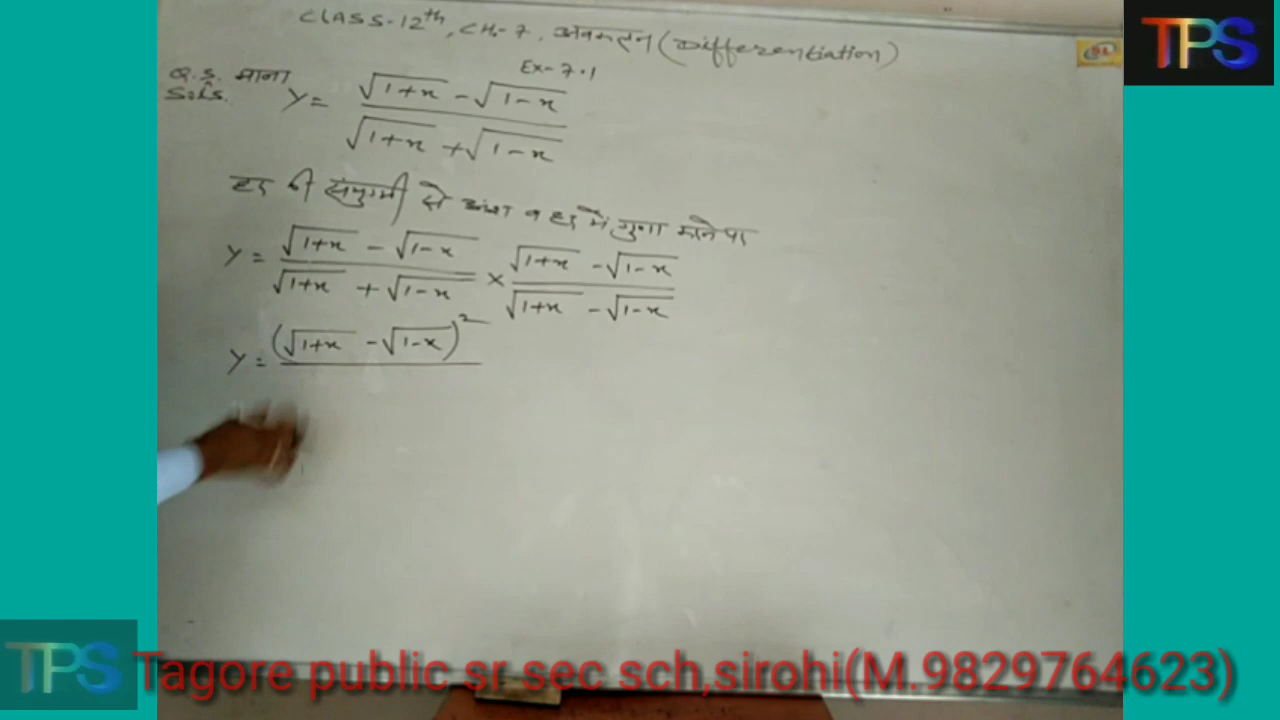 CLASS-12th, CH-7, अवकलन (Differentiation)
Ex-7.1
Q.5. माना
Soln.
y = √1+x - √1-x / √1+x + √1-x
हर की संयुग्मी से अंश व हर में गुणा करने पर
y = √1+x - √1-x / √1+x + √1-x × √1+x - √1-x / √1+x - √1-x
y = (√1+x - √1-x)²
TPS
SL
TPS
Tagore public sr sec sch,sirohi(M.9829764623)